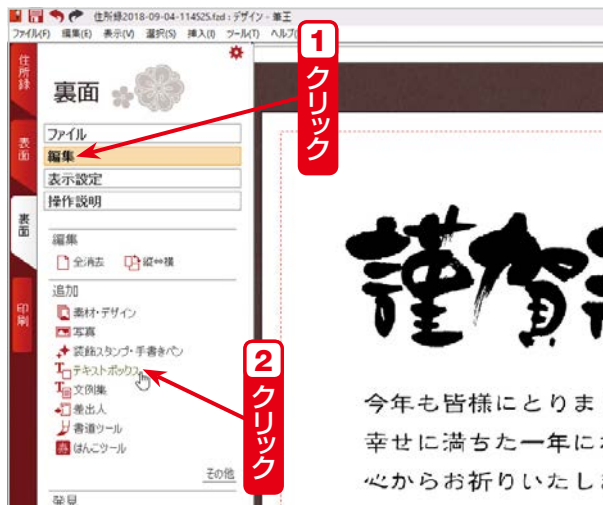 住所録2018-09-04-114525.fzd : デザイン - 筆王
ファイル(F) 編集(E) 表示(V) 選択(S) 挿入(I) ツール(T) ヘルプ
住所録
表面
裏面
印刷
裏面
ファイル
編集
表示設定
操作説明
編集
全消去 縦⇔横
追加
素材・デザイン
写真
装飾スタンプ・手書きペン
テキストボックス
文例集
差出人
書道ツール
はんこツール
その他
発見
1 クリック
2 クリック
謹賀
今年も皆様にとりま
幸せに満ちた一年に
心からお祈りいたし